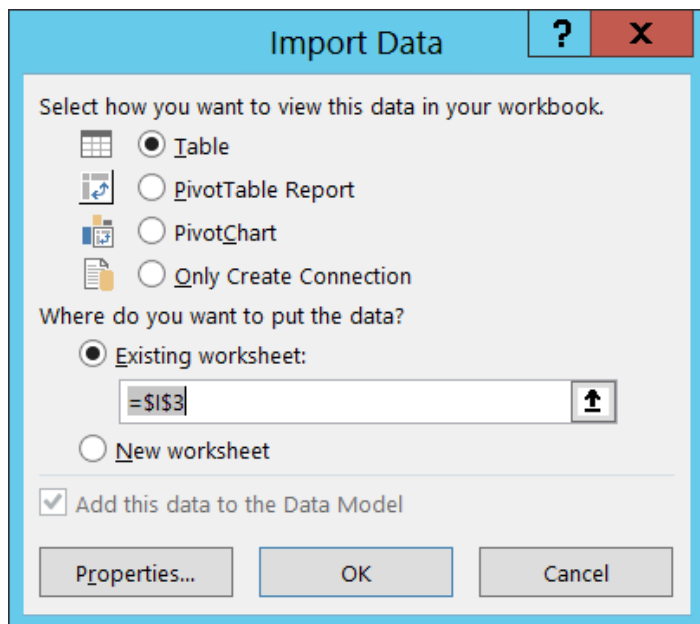 Import Data
?
X
Select how you want to view this data in your workbook.
Table
PivotTable Report
PivotChart
Only Create Connection
Where do you want to put the data?
Existing worksheet:
=$I$3
New worksheet
Add this data to the Data Model
Properties...
OK
Cancel